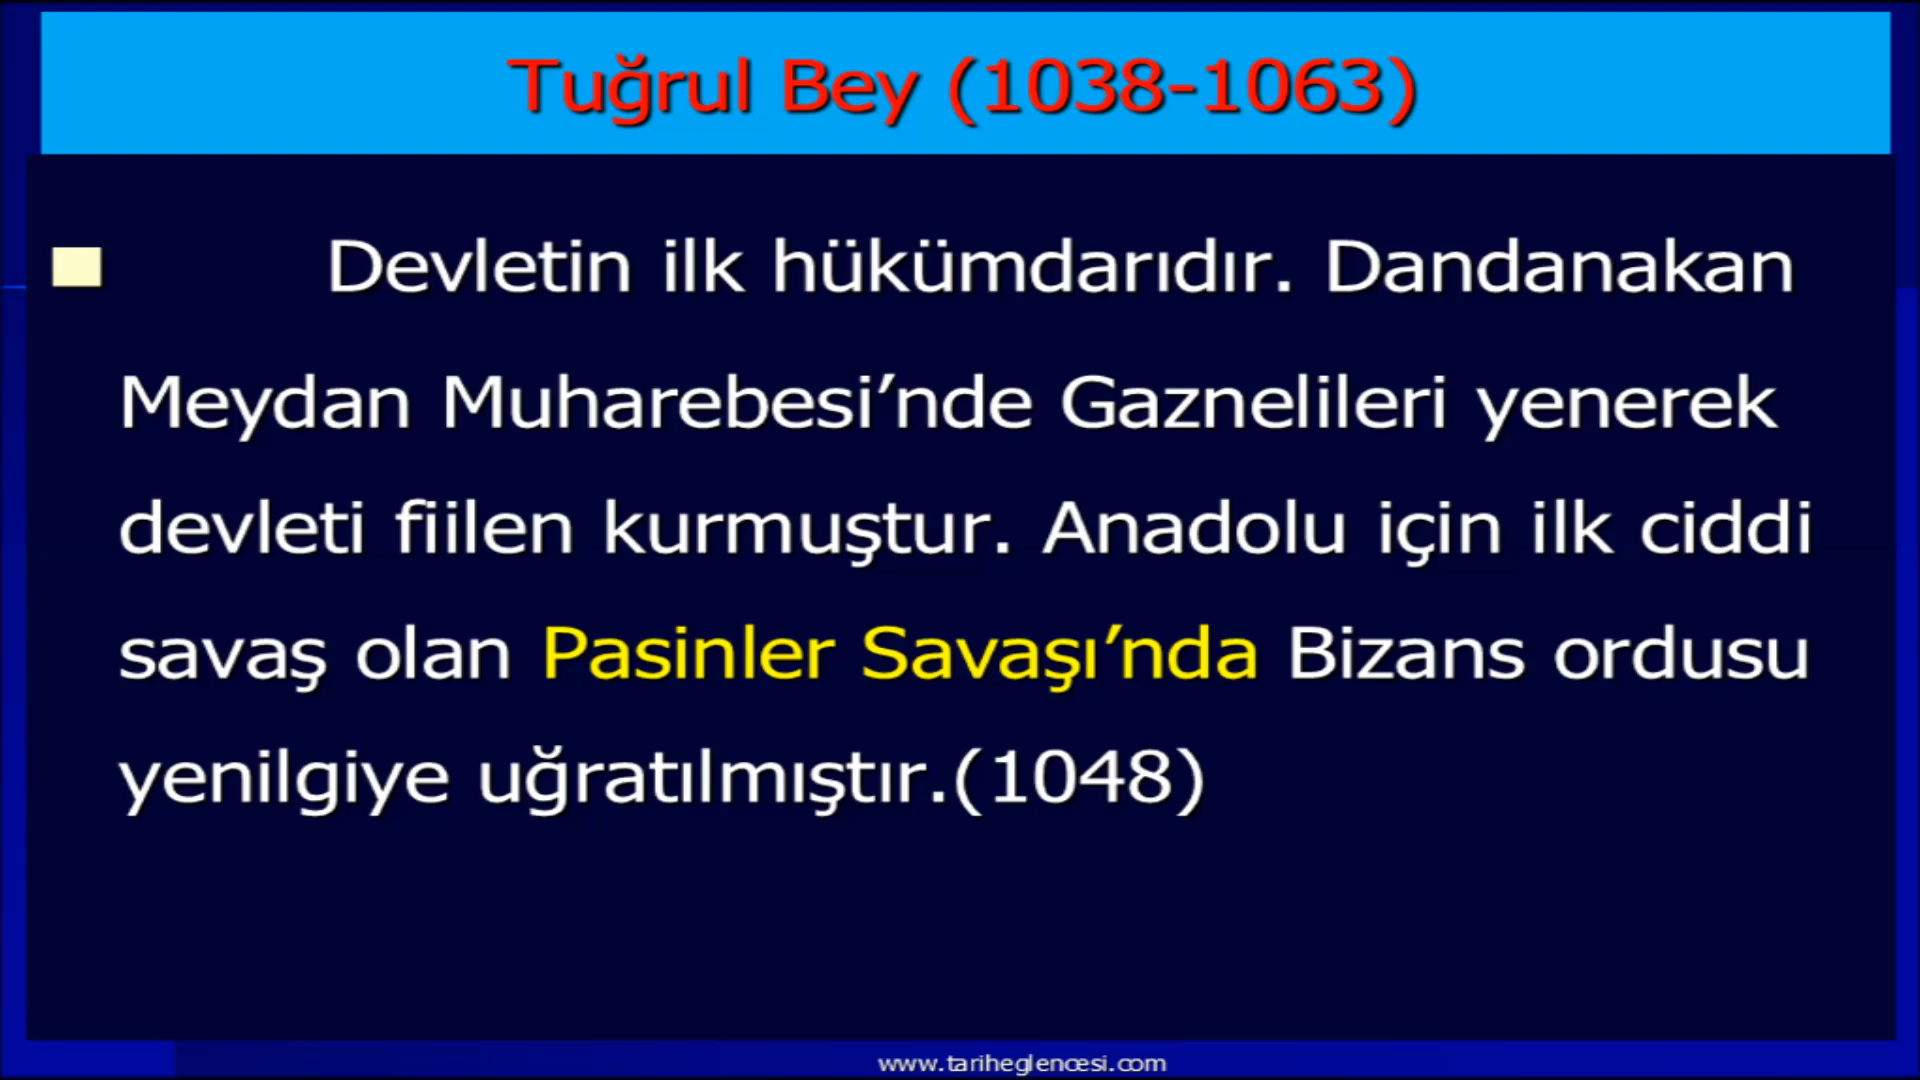 Tuğrul Bey (1038-1063)
Devletin ilk hükümdarıdır. Dandanakan
Meydan Muharebesi’nde Gaznelileri yenerek
devleti fiilen kurmuştur. Anadolu için ilk ciddi
savaş olan Pasinler Savaşı’nda Bizans ordusu
yenilgiye uğratılmıştır.(1048)
www.tariheglencesi.com